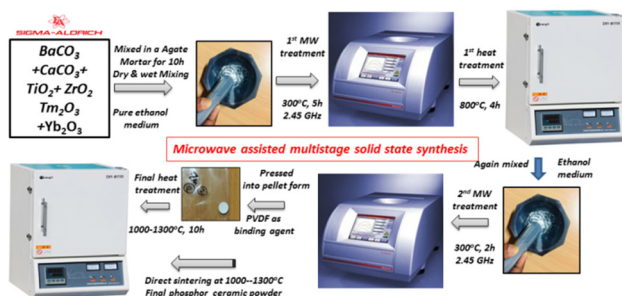 SIGMA-ALDRICH
BaCO3
+CaCO3+
TiO2+ ZrO2
Tm2O3
+Yb2O3
Mixed in a Agate
Mortar for 10h
Dry & wet Mixing
Pure ethanol
medium
1st MW
treatment
300°C, 5h
2.45 GHz
1st heat
treatment
800°C, 4h
Microwave assisted multistage solid state synthesis
Again mixed
Ethanol
medium
2nd MW
treatment
300°C, 2h
2.45 GHz
Pressed
into pellet form
PVDF as
binding agent
Final heat
treatment
1000-1300°C, 10h
Direct sintering at 1000--1300°C
Final phosphor ceramic powder